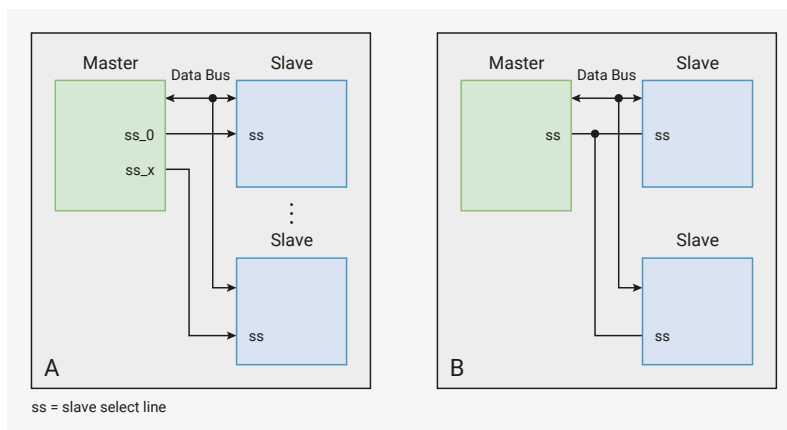 Master
Data Bus
Slave
ss_0
ss
ss_x
Slave
ss
A
Master
Data Bus
Slave
ss
ss
Slave
ss
B
ss = slave select line